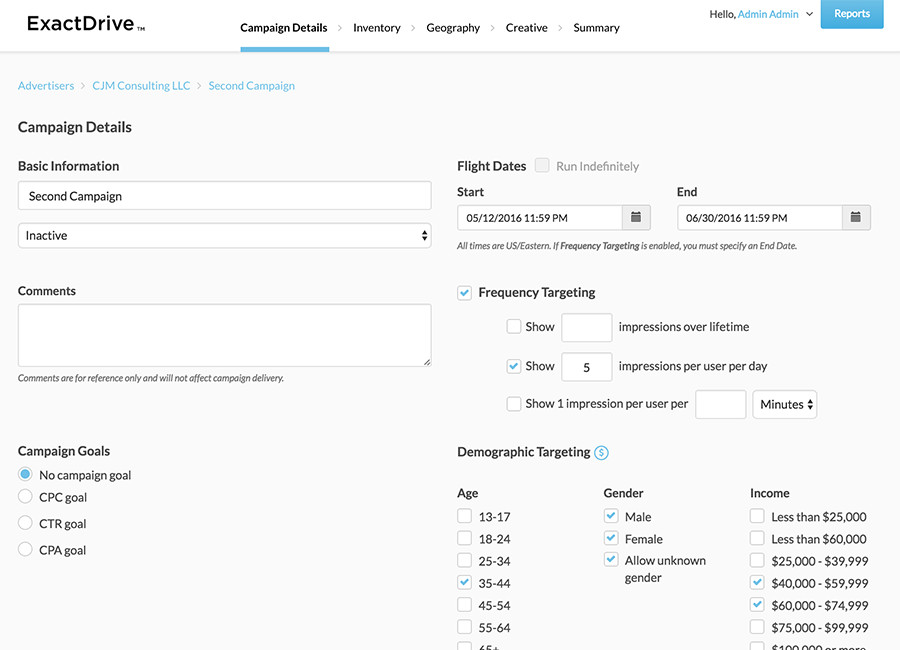 ExactDrive™
Campaign Details > Inventory > Geography > Creative > Summary
Hello, Admin Admin
Reports
Advertisers > CJM Consulting LLC > Second Campaign
Campaign Details
Basic Information
Second Campaign
Inactive
Comments
Comments are for reference only and will not affect campaign delivery.
Campaign Goals
No campaign goal
CPC goal
CTR goal
CPA goal
Flight Dates Run Indefinitely
Start End
05/12/2016 11:59 PM 06/30/2016 11:59 PM
All times are US/Eastern. If Frequency Targeting is enabled, you must specify an End Date.
Frequency Targeting
Show impressions over lifetime
Show 5 impressions per user per day
Show 1 impression per user per Minutes
Demographic Targeting $
Age
13-17
18-24
25-34
35-44
45-54
55-64
65+
Gender
Male
Female
Allow unknown
gender
Income
Less than $25,000
Less than $60,000
$25,000 - $39,999
$40,000 - $59,999
$60,000 - $74,999
$75,000 - $99,999
$100,000 or more